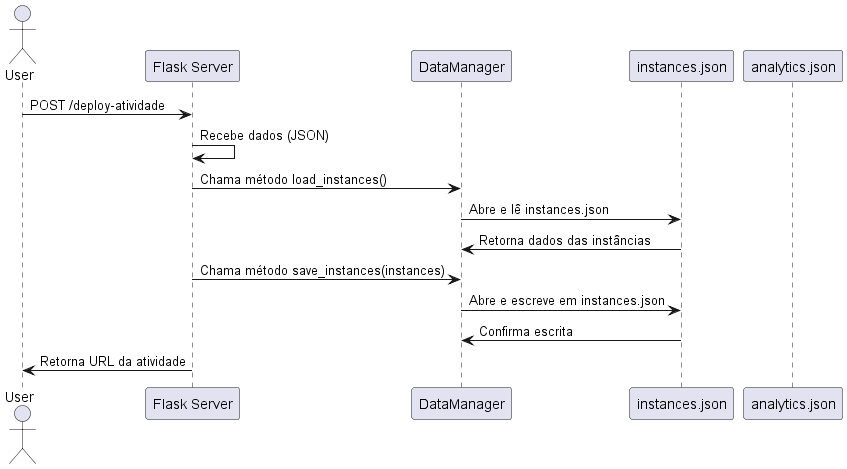 User
Flask Server
DataManager
instances.json
analytics.json
POST /deploy-atividade
Recebe dados (JSON)
Chama método load_instances()
Abre e lê instances.json
Retorna dados das instâncias
Chama método save_instances(instances)
Abre e escreve em instances.json
Confirma escrita
Retorna URL da atividade
User
Flask Server
DataManager
instances.json
analytics.json